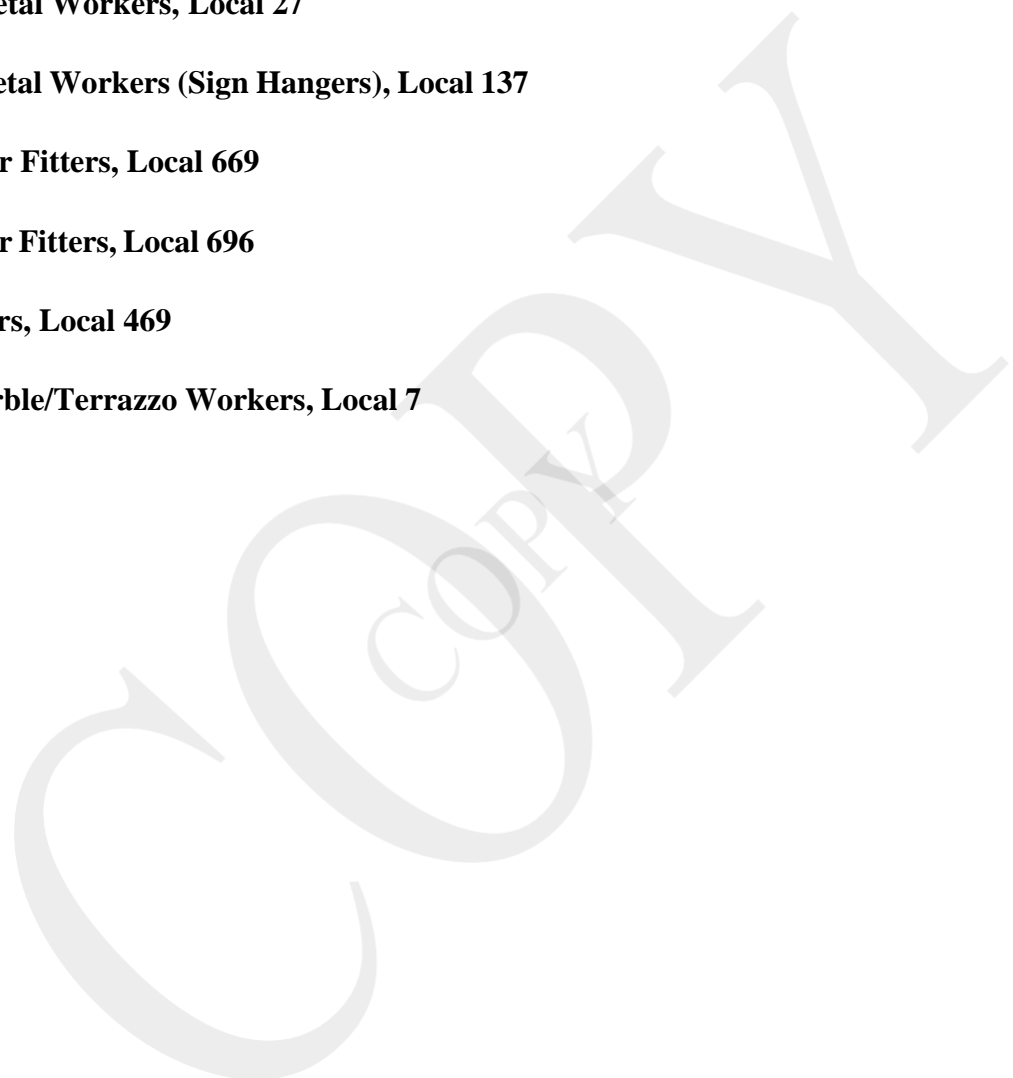 etal Workers, Local 27
etal Workers (Sign Hangers), Local 137
r Fitters, Local 669
r Fitters, Local 696
rs, Local 469
rble/Terrazzo Workers, Local 7
COPY
COPY